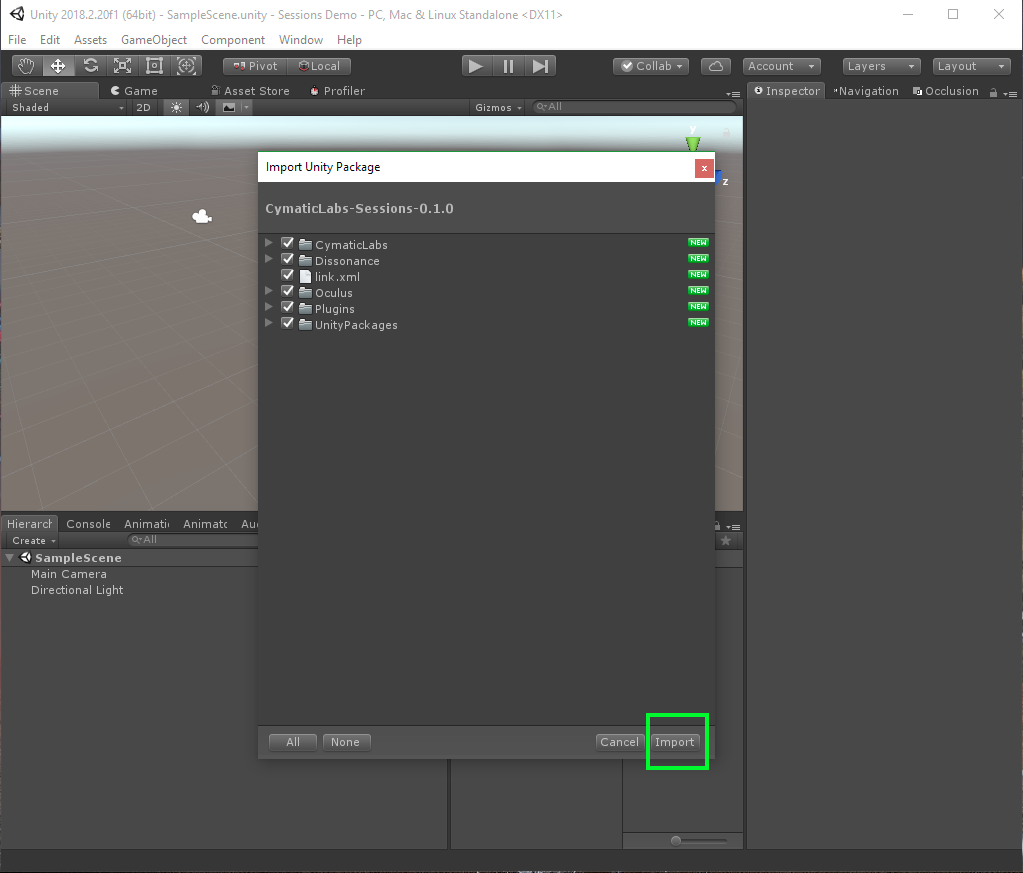 Unity 2018.2.20f1 (64bit) - SampleScene.unity - Sessions Demo - PC, Mac & Linux Standalone <DX11>
File Edit Assets GameObject Component Window Help
Pivot Local Collab Account Layers Layout
Scene Game Asset Store Profiler Inspector Navigation Occlusion
Shaded 2D Gizmos All
y
z
Import Unity Package
x
CymaticLabs-Sessions-0.1.0
CymaticLabs NEW
Dissonance NEW
link.xml NEW
Oculus NEW
Plugins NEW
UnityPackages NEW
Hierarch Console Animatic Animatc Au
Create All
SampleScene
Main Camera
Directional Light
All None Cancel Import